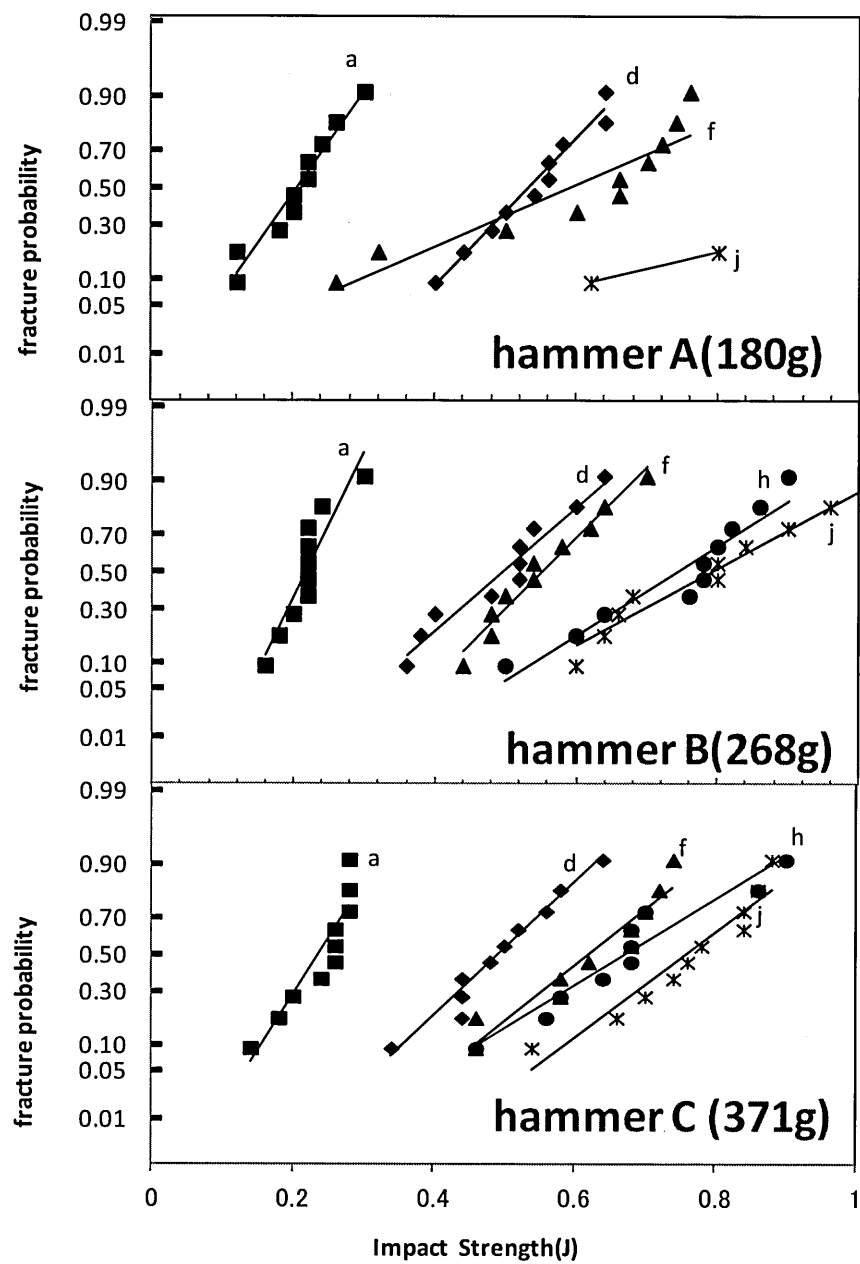 0.99
a
d
0.90
f
0.70
0.50
0.30
j
0.10
0.05
0.01
fracture probability
hammer A(180g)
0.99
a
d
f
h
0.90
j
0.70
0.50
0.30
0.10
0.05
0.01
fracture probability
hammer B(268g)
0.99
h
f
a
d
0.90
j
0.70
0.50
0.30
0.10
0.05
0.01
fracture probability
hammer C (371g)
0 0.2 0.4 0.6 0.8 1
Impact Strength(J)